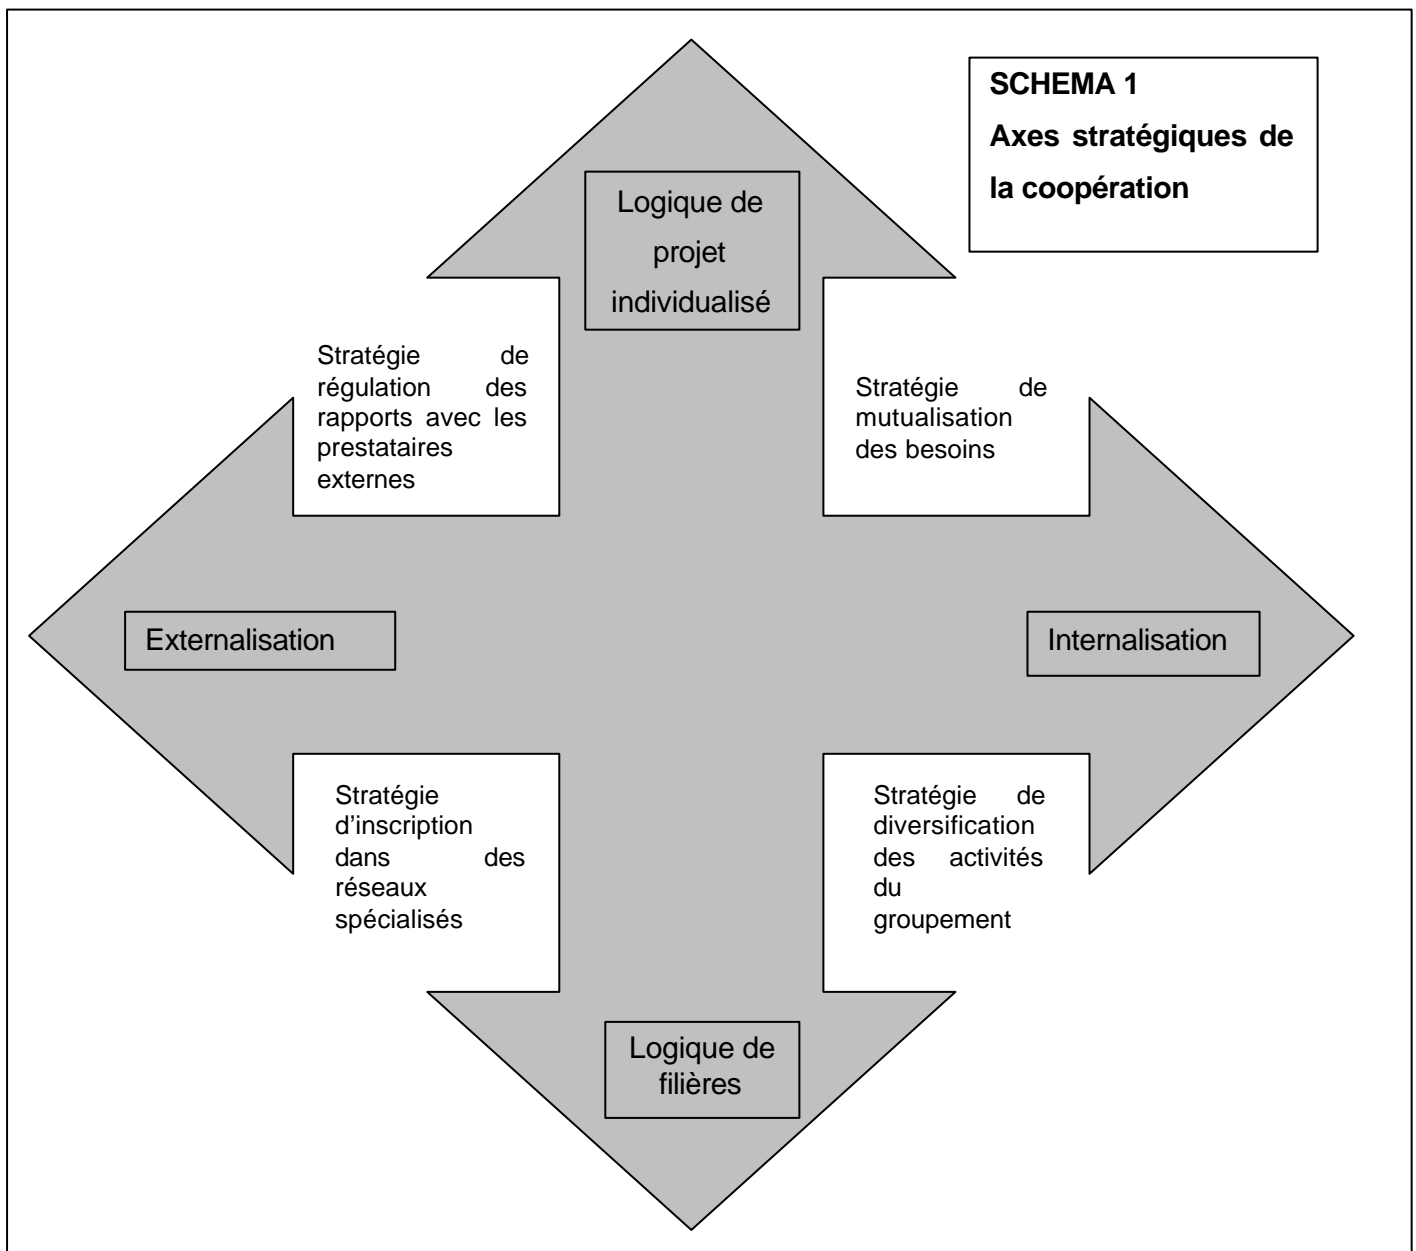 SCHEMA 1
Axes stratégiques de
la coopération
Logique de
projet
individualisé
Stratégie de
régulation des
rapports avec les
prestataires
externes
Stratégie de
mutualisation
des besoins
Externalisation
Internalisation
Stratégie
d’inscription
dans des
réseaux
spécialisés
Stratégie de
diversification
des activités
du
groupement
Logique de
filières